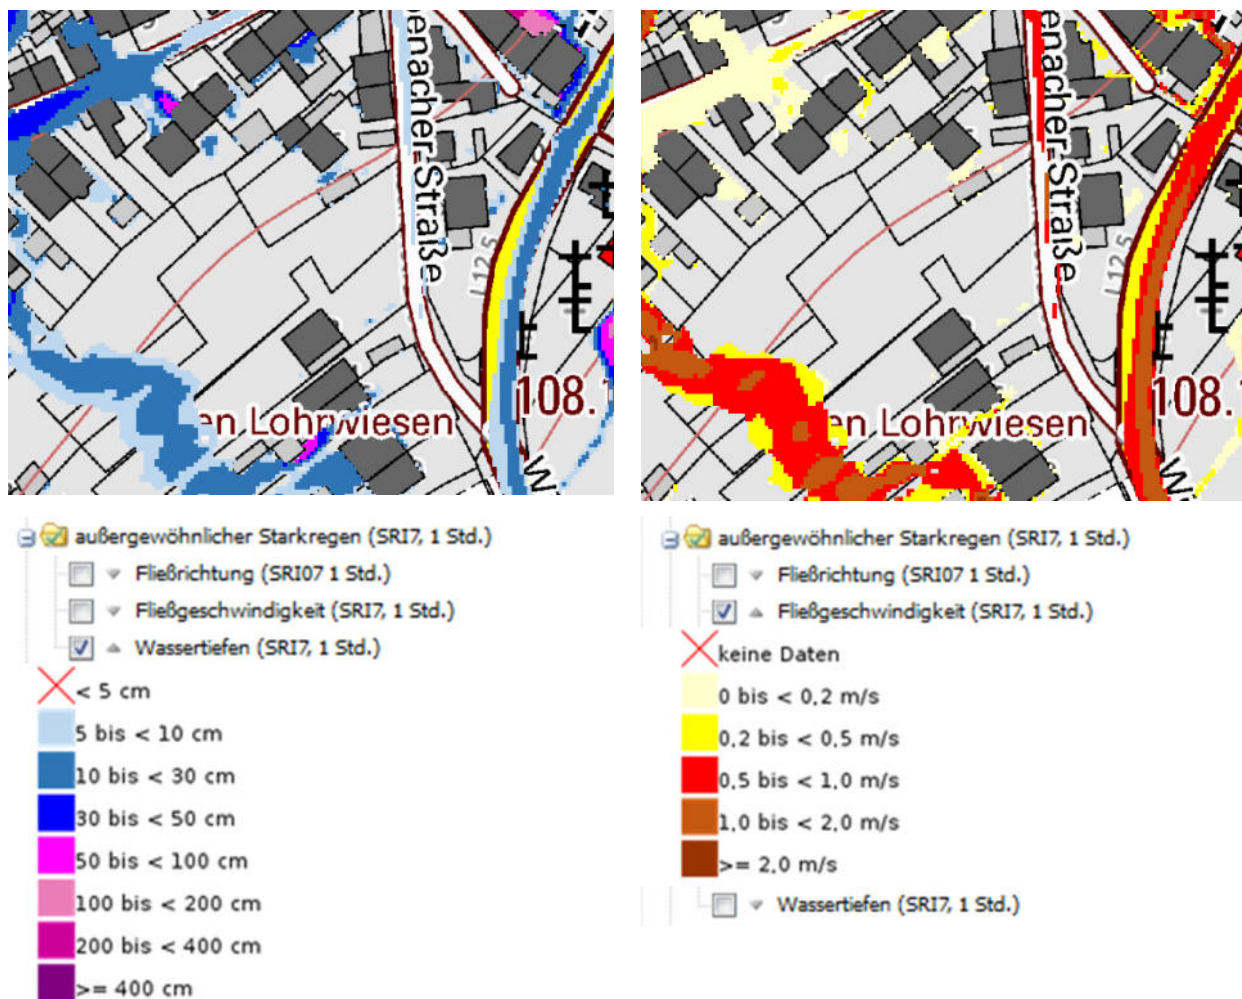 enacher-Straße
L125
en Lohrwiesen
108.
W
außergewöhnlicher Starkregen (SRI7, 1 Std.)
Fließrichtung (SRI07 1 Std.)
Fließgeschwindigkeit (SRI7, 1 Std.)
Wassertiefen (SRI7, 1 Std.)
< 5 cm
5 bis < 10 cm
10 bis < 30 cm
30 bis < 50 cm
50 bis < 100 cm
100 bis < 200 cm
200 bis < 400 cm
>= 400 cm
enacher-Straße
L125
en Lohrwiesen
108.
W
außergewöhnlicher Starkregen (SRI7, 1 Std.)
Fließrichtung (SRI07 1 Std.)
Fließgeschwindigkeit (SRI7, 1 Std.)
keine Daten
0 bis < 0,2 m/s
0,2 bis < 0,5 m/s
0,5 bis < 1,0 m/s
1,0 bis < 2,0 m/s
>= 2,0 m/s
Wassertiefen (SRI7, 1 Std.)